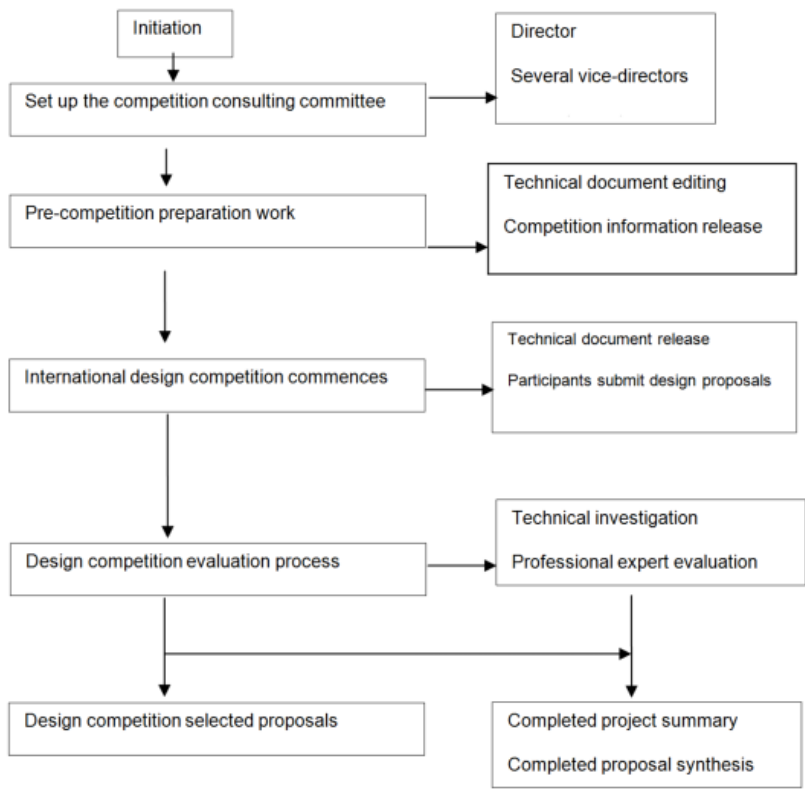 Initiation
Director
Several vice-directors
Set up the competition consulting committee
Technical document editing
Pre-competition preparation work
Competition information release
Technical document release
International design competition commences
Participants submit design proposals
Technical investigation
Design competition evaluation process
Professional expert evaluation
Design competition selected proposals
Completed project summary
Completed proposal synthesis